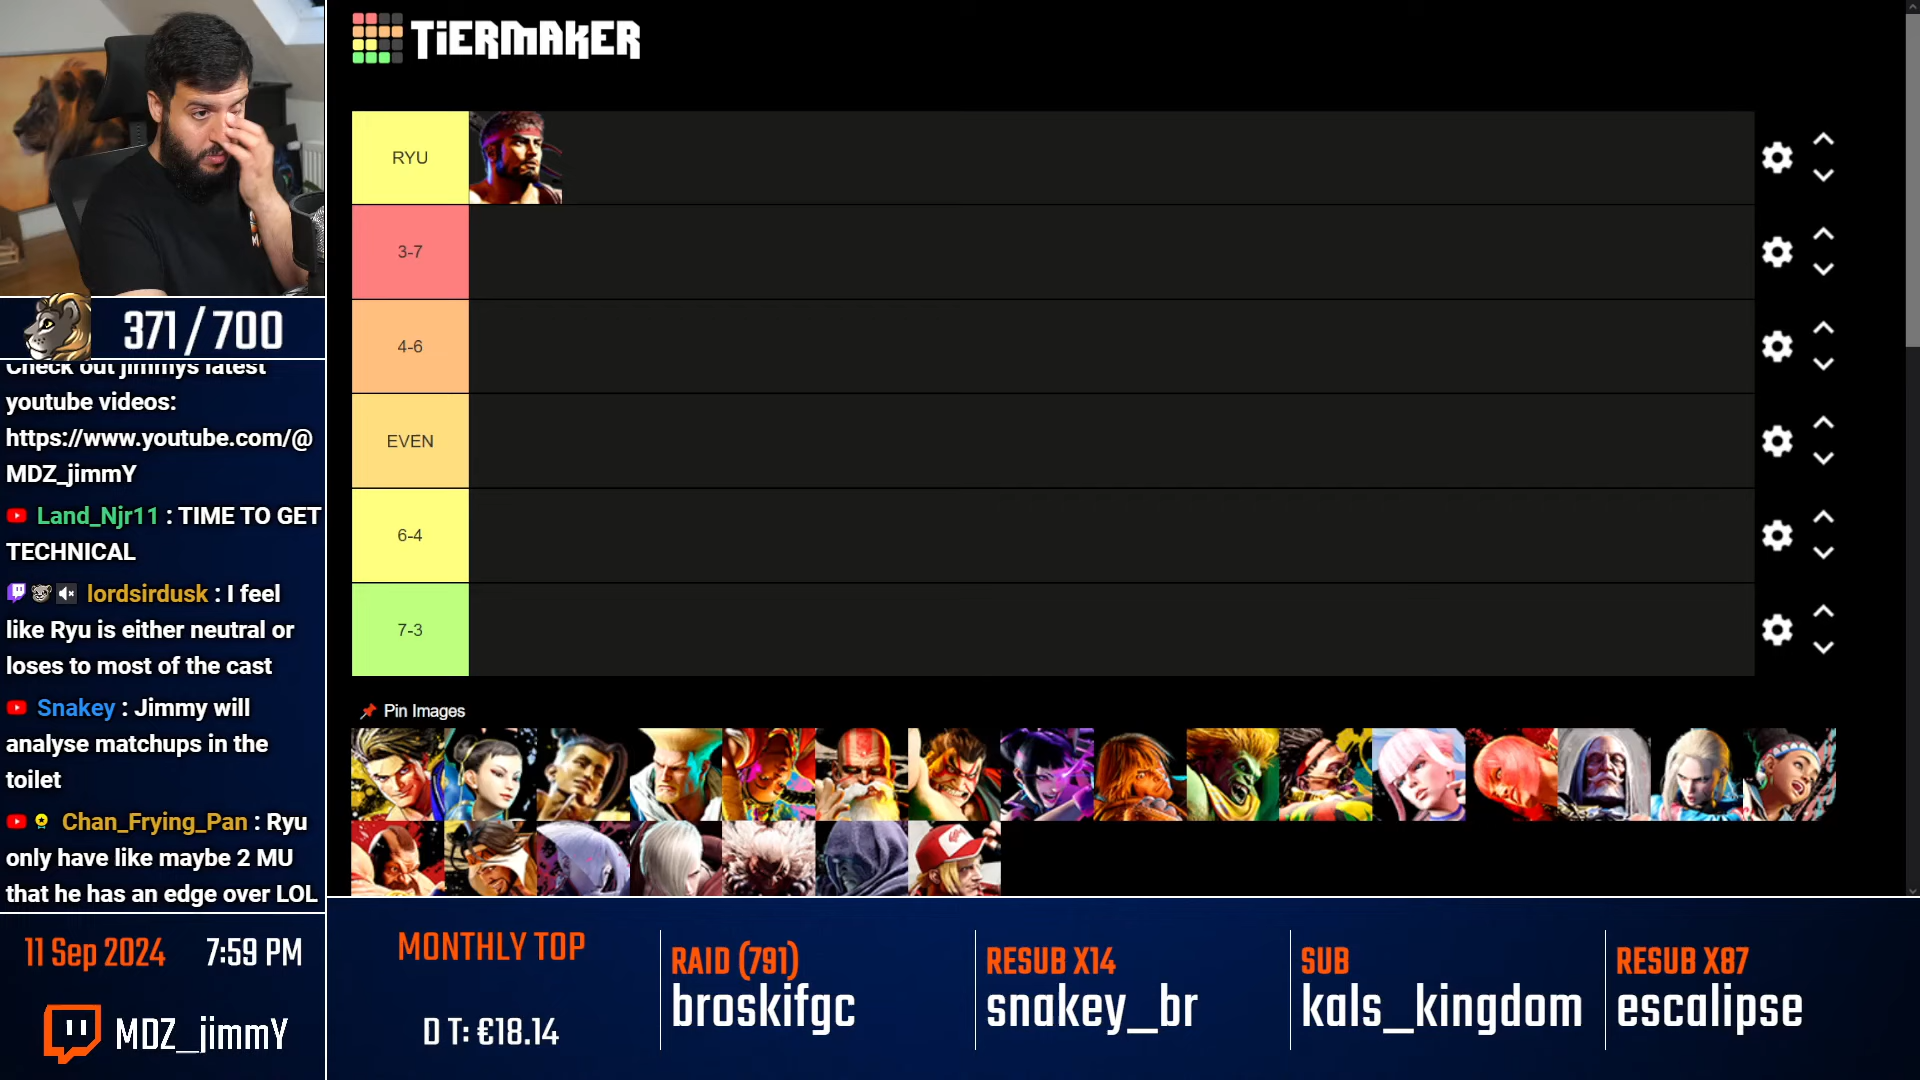 TIERMAKER
RYU
3-7
4-6
EVEN
6-4
7-3
Pin Images
371/700
Check out jimmys latest
youtube videos:
https://www.youtube.com/@
MDZ_jimmY
Land_Njr11 : TIME TO GET
TECHNICAL
lordsirdusk : I feel
like Ryu is either neutral or
loses to most of the cast
Snakey : Jimmy will
analyse matchups in the
toilet
Chan_Frying_Pan : Ryu
only have like maybe 2 MU
that he has an edge over LOL
11 Sep 2024 7:59 PM
MDZ_jimmY
MONTHLY TOP
D T: €18.14
RAID (791)
broskifgc
RESUB X14
snakey_br
SUB
kals_kingdom
RESUB X87
escalipse